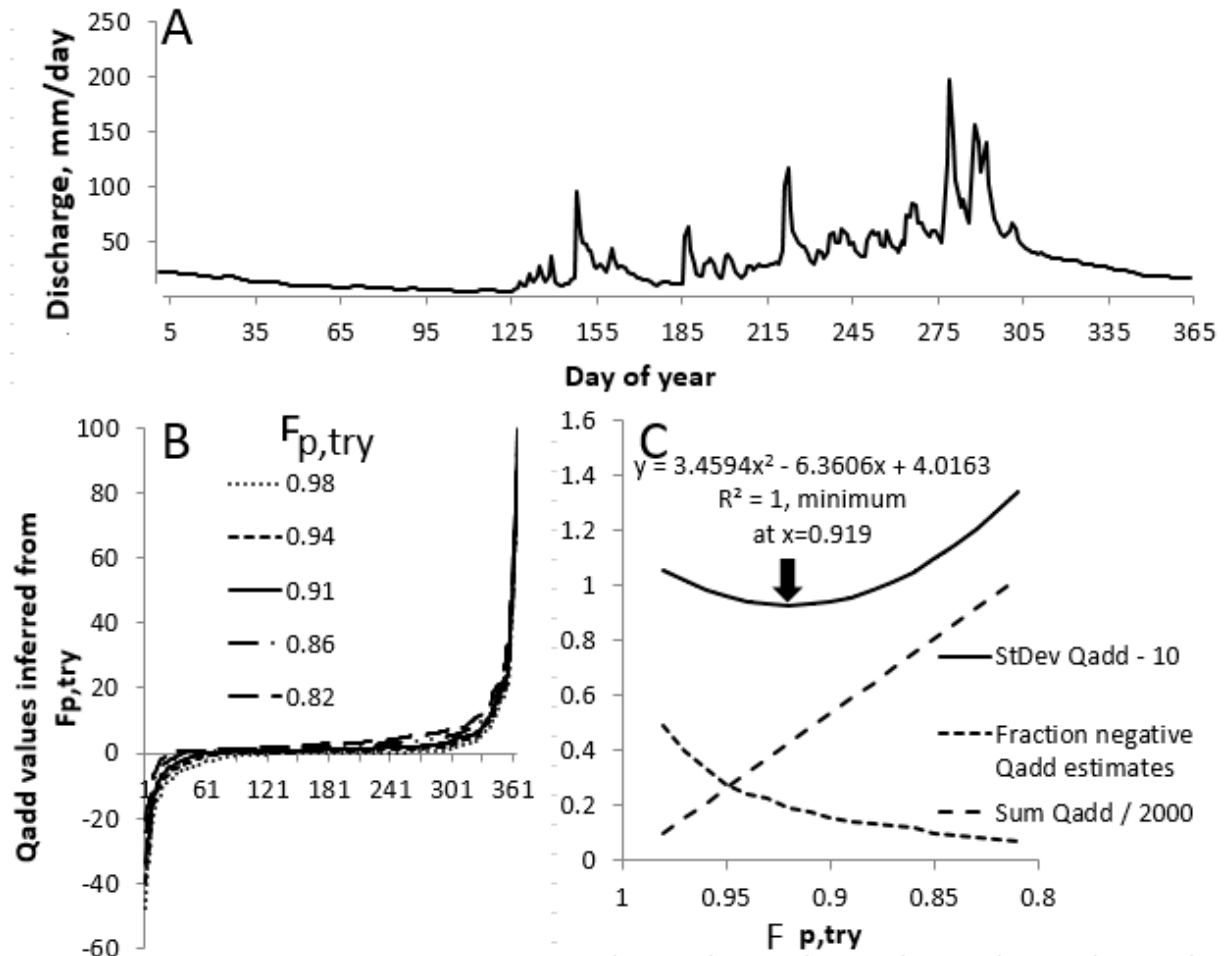 A
250
200
150
100
50
Discharge, mm/day
5 35 65 95 125 155 185 215 245 275 305 335 365
Day of year
B
F p,try
0.98
0.94
0.91
0.86
0.82
100
80
60
40
20
0
-20
-40
-60
1 61 121 181 241 301 361
Qadd values inferred from
Fp,try
C
y = 3.4594x² - 6.3606x + 4.0163
R² = 1, minimum
at x=0.919
1.6
1.4
1.2
1
0.8
0.6
0.4
0.2
0
StDev Qadd - 10
Fraction negative
Qadd estimates
Sum Qadd / 2000
1 0.95 0.9 0.85 0.8
F p,try